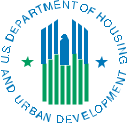 U.S. DEPARTMENT OF HOUSING
AND URBAN DEVELOPMENT